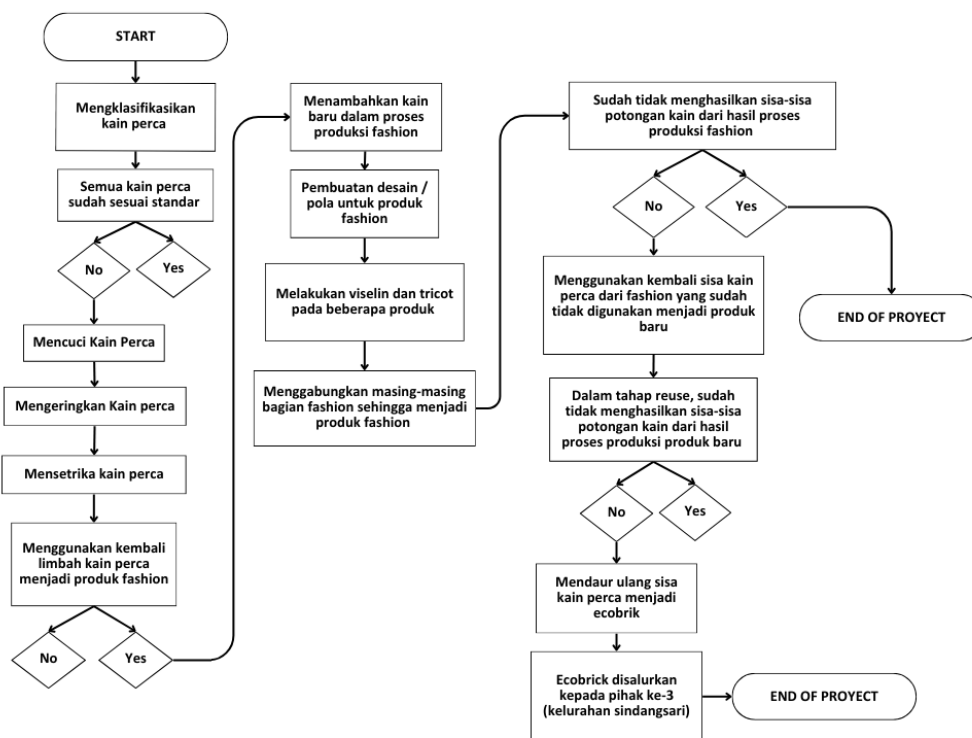 START
Mengklasifikasikan
kain perca
Semua kain perca
sudah sesuai standar
No
Yes
Mencuci Kain Perca
Mengeringkan Kain perca
Mensetrika kain perca
Menggunakan kembali
limbah kain perca
menjadi produk fashion
No
Yes
Menambahkan kain
baru dalam proses
produksi fashion
Pembuatan desain /
pola untuk produk
fashion
Melakukan viselin dan tricot
pada beberapa produk
Menggabungkan masing-masing
bagian fashion sehingga menjadi
produk fashion
Sudah tidak menghasilkan sisa-sisa
potongan kain dari hasil proses
produksi fashion
No
Yes
END OF PROYECT
Menggunakan kembali sisa kain
perca dari fashion yang sudah
tidak digunakan menjadi produk
baru
Dalam tahap reuse, sudah
tidak menghasilkan sisa-sisa
potongan kain dari hasil
proses produksi produk baru
No
Yes
Mendaur ulang sisa
kain perca menjadi
ecobrik
Ecobrick disalurkan
kepada pihak ke-3
(kelurahan sindangsari)
END OF PROYECT